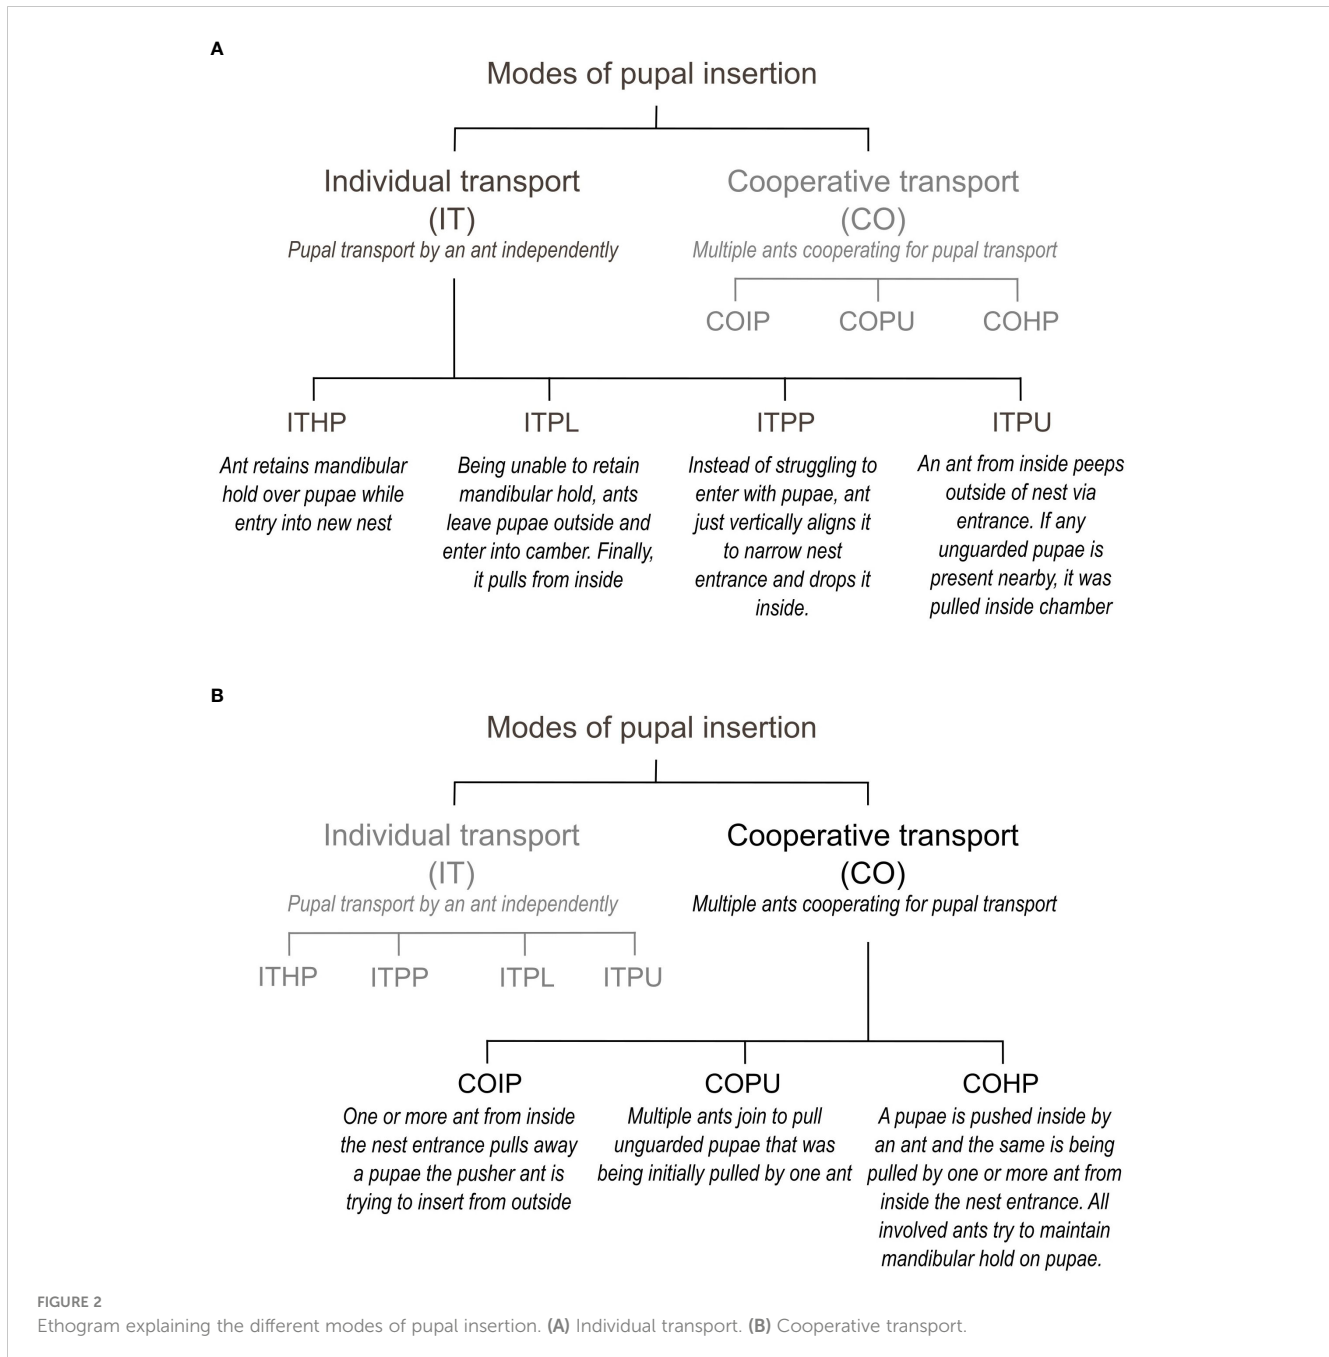 A
Modes of pupal insertion
Individual transport
(IT)
Pupal transport by an ant independently
Cooperative transport
(CO)
Multiple ants cooperating for pupal transport
COIP
COPU
COHP
ITHP
Ant retains mandibular
hold over pupae while
entry into new nest
ITPL
Being unable to retain
mandibular hold, ants
leave pupae outside and
enter into camber. Finally,
it pulls from inside
ITPP
Instead of struggling to
enter with pupae, ant
just vertically aligns it
to narrow nest
entrance and drops it
inside.
ITPU
An ant from inside peeps
outside of nest via
entrance. If any
unguarded pupae is
present nearby, it was
pulled inside chamber
B
Modes of pupal insertion
Individual transport
(IT)
Pupal transport by an ant independently
ITHP
ITPP
ITPL
ITPU
Cooperative transport
(CO)
Multiple ants cooperating for pupal transport
COIP
One or more ant from inside
the nest entrance pulls away
a pupae the pusher ant is
trying to insert from outside
COPU
Multiple ants join to pull
unguarded pupae that was
being initially pulled by one ant
COHP
A pupae is pushed inside by
an ant and the same is being
pulled by one or more ant from
inside the nest entrance. All
involved ants try to maintain
mandibular hold on pupae.
FIGURE 2
Ethogram explaining the different modes of pupal insertion. (A) Individual transport. (B) Cooperative transport.